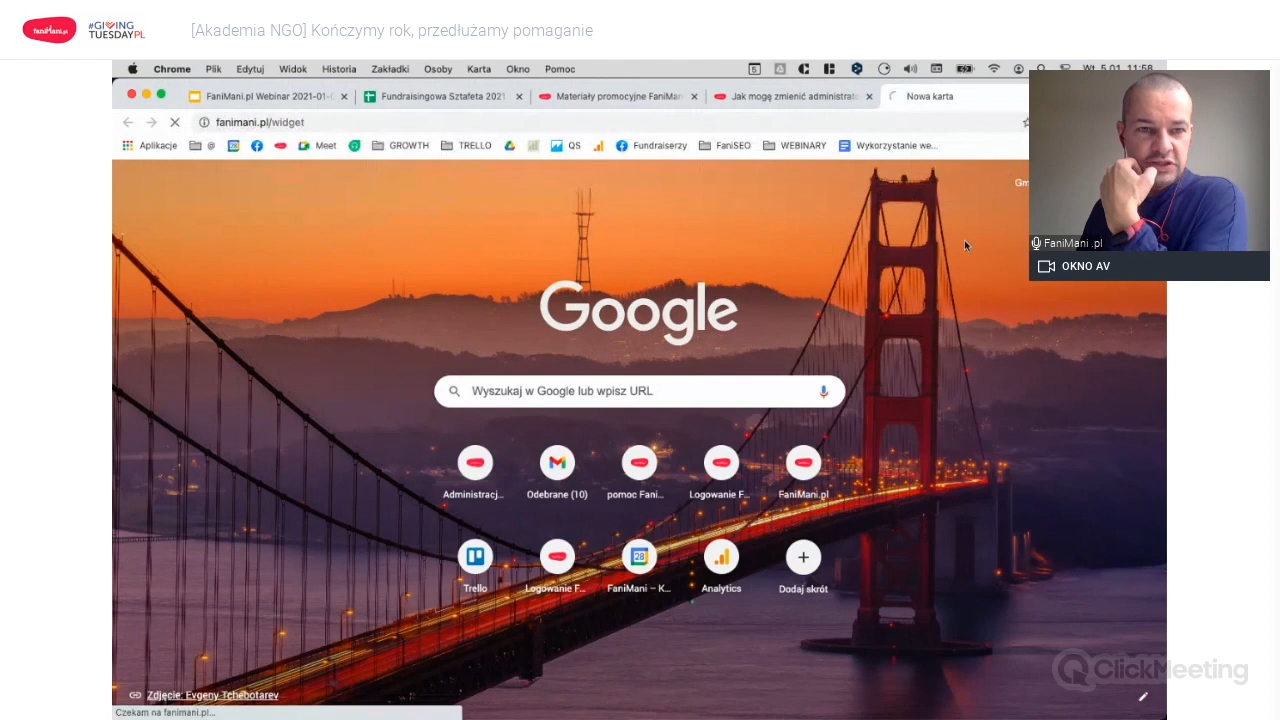 faniMani.pl
#GIVING
TUESDAYPL
[Akademia NGO] Kończymy rok, przedłużamy pomaganie
Chrome Plik Edytuj Widok Historia Zakładki Osoby Karta Okno Pomoc
Wt. 5.01 11:58
FaniMani.pl Webinar 2021-01-
Fundraisingowa Sztafeta 2021
Materiały promocyjne FaniMan
Jak mogę zmienić administrat
Nowa karta
fanimani.pl/widget
Aplikacje @ Meet GROWTH TRELLO QS Fundraiserzy FaniSEO WEBINARY Wykorzystanie we...
Gm
FaniMani .pl
OKNO AV
Google
Wyszukaj w Google lub wpisz URL
Administracj... Odebrane (10) pomoc Fani... Logowanie F... FaniMani.pl
28
Trello Logowanie F... FaniMani – K... Analytics Dodaj skrót
ClickMeeting
Zdjęcie: Evgeny Tchebotarev
Czekam na fanimani.pl...